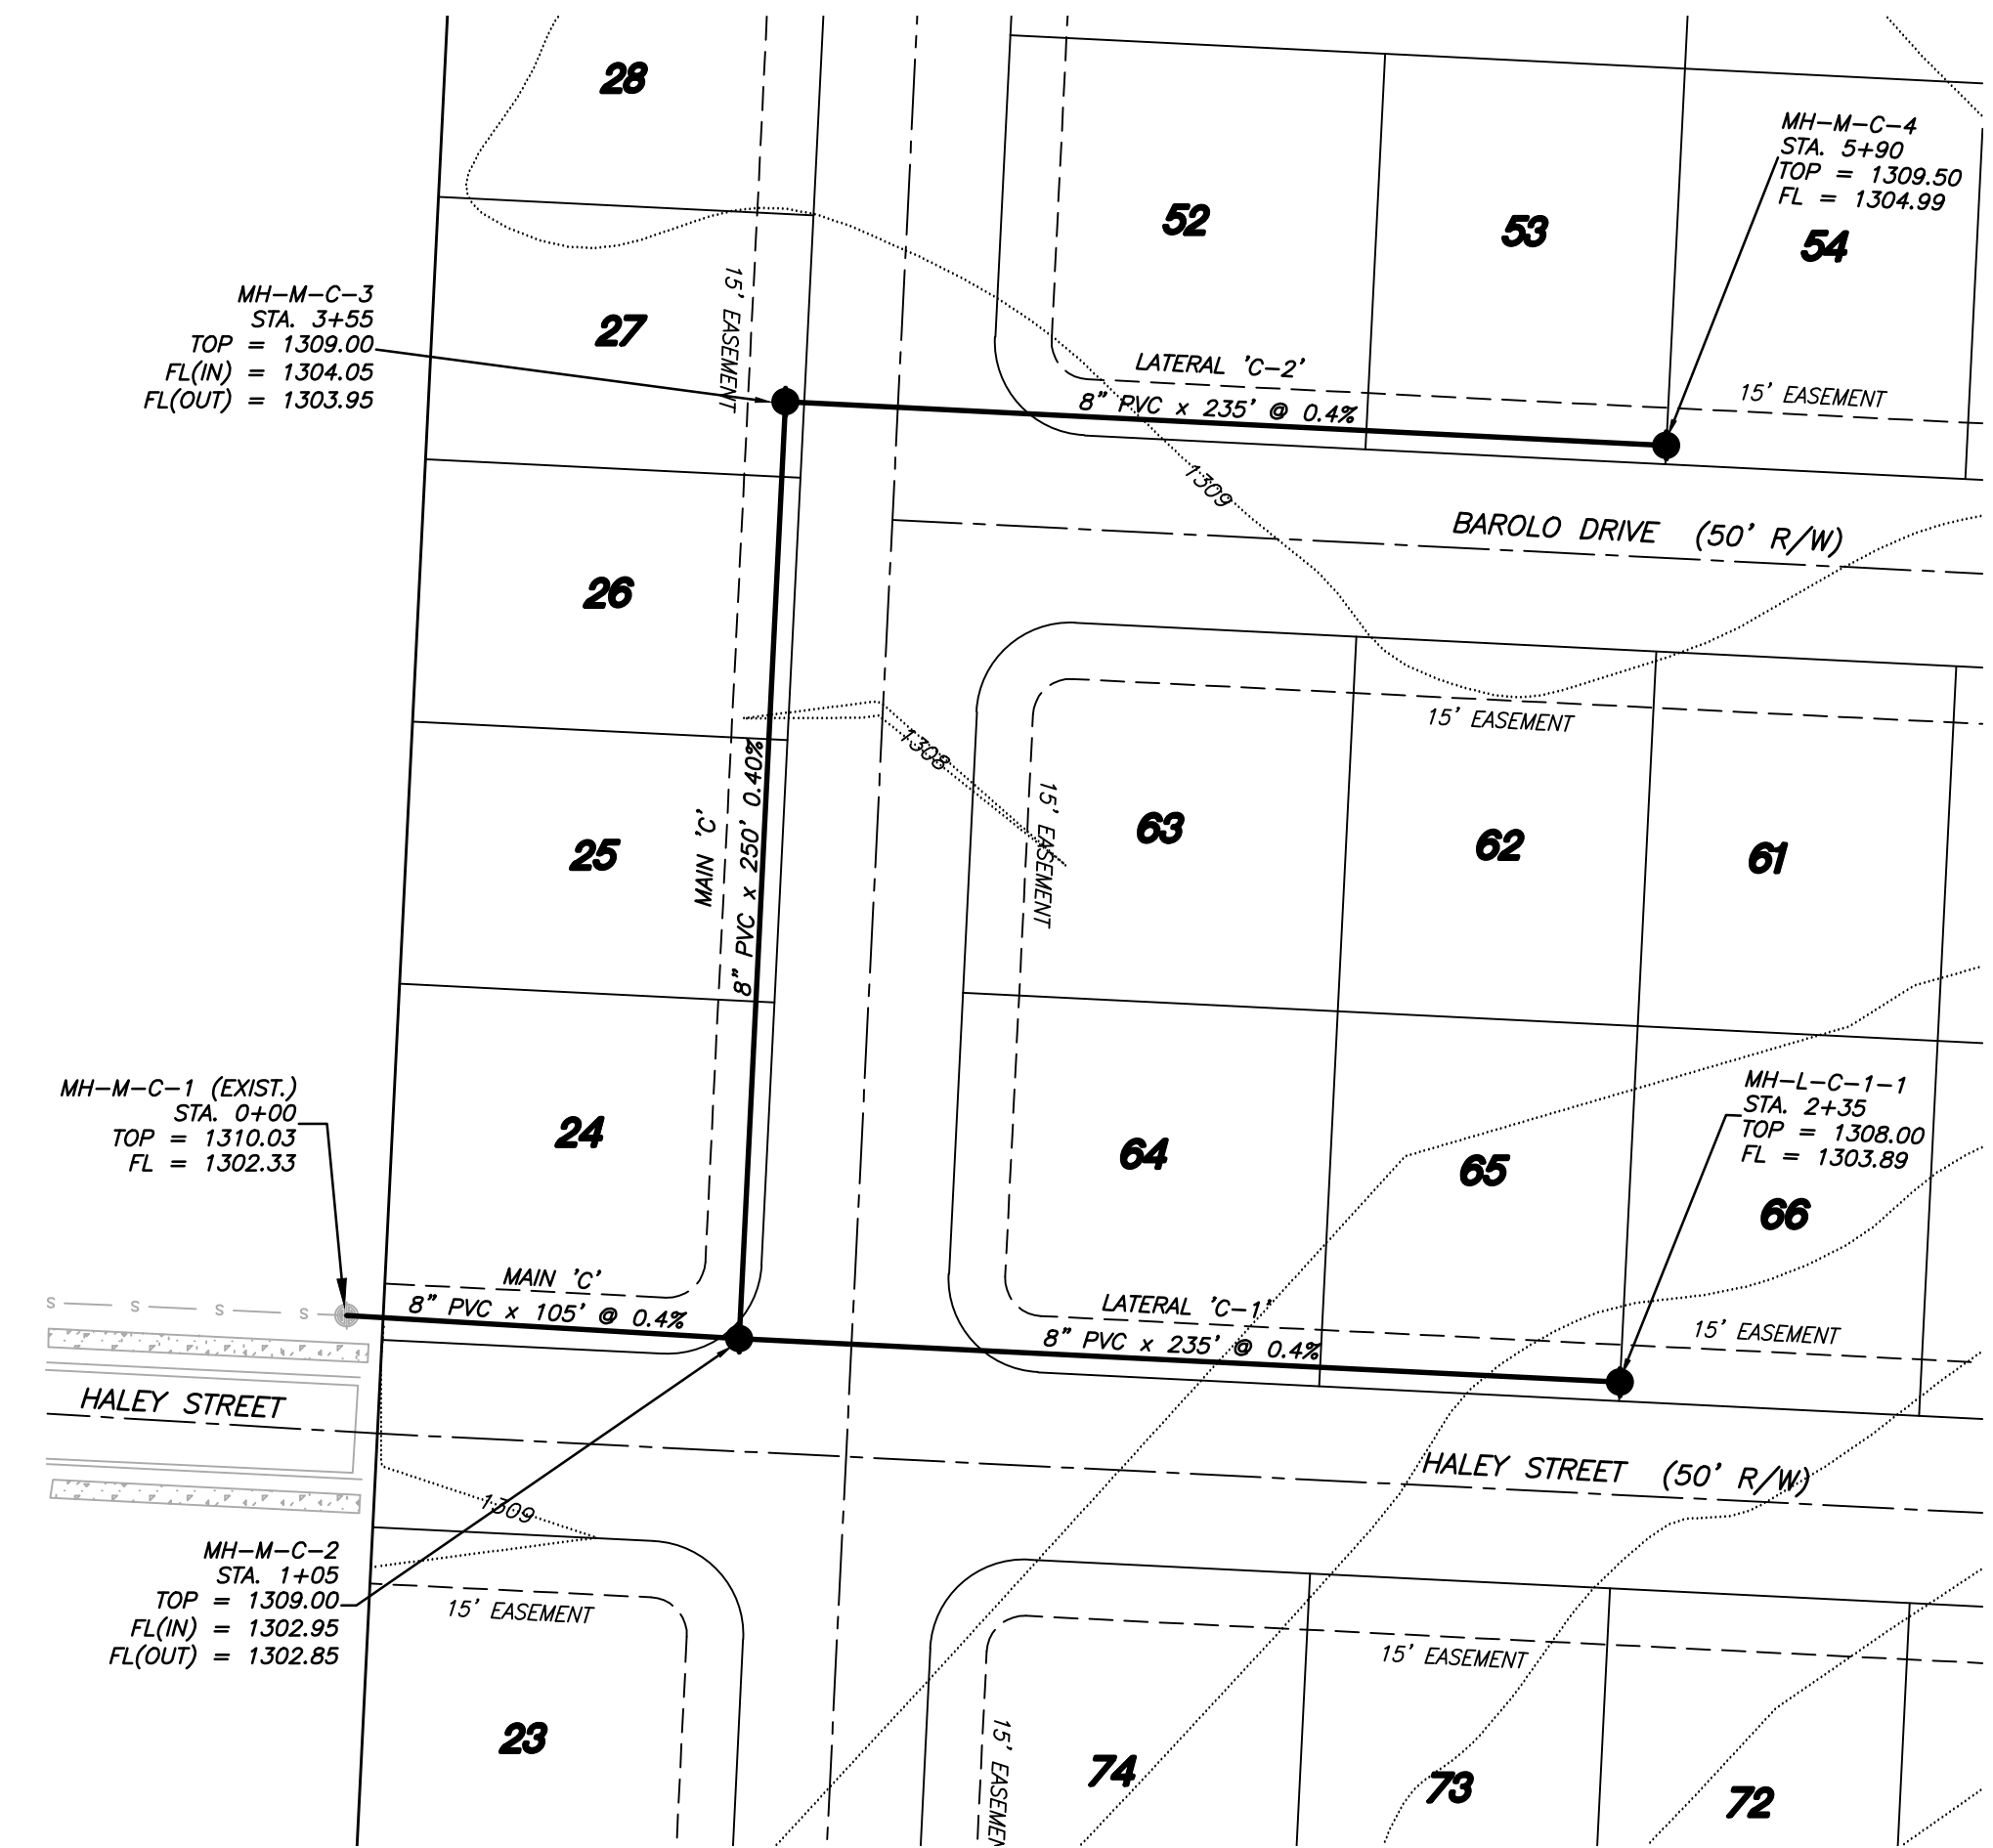 28
MH-M-C-4
STA. 5+90
TOP = 1309.50
FL = 1304.99
52
53
54
MH-M-C-3
STA. 3+55
TOP = 1309.00
FL(IN) = 1304.05
FL(OUT) = 1303.95
27
15' EASEMENT
LATERAL 'C-2'
8" PVC x 235' @ 0.4%
15' EASEMENT
1309
BAROLO DRIVE (50' R/W)
26
15' EASEMENT
1308
MAIN 'C'
8" PVC x 250' 0.40%
15' EASEMENT
25
63
62
61
MH-M-C-1 (EXIST.)
STA. 0+00
TOP = 1310.03
FL = 1302.33
24
64
65
MH-L-C-1-1
STA. 2+35
TOP = 1308.00
FL = 1303.89
66
MAIN 'C'
8" PVC x 105' @ 0.4%
LATERAL 'C-1'
8" PVC x 235' @ 0.4%
15' EASEMENT
S S S S
HALEY STREET
HALEY STREET (50' R/W)
1309
MH-M-C-2
STA. 1+05
TOP = 1309.00
FL(IN) = 1302.95
FL(OUT) = 1302.85
15' EASEMENT
15' EASEMENT
23
15' EASEMEN
74
73
72